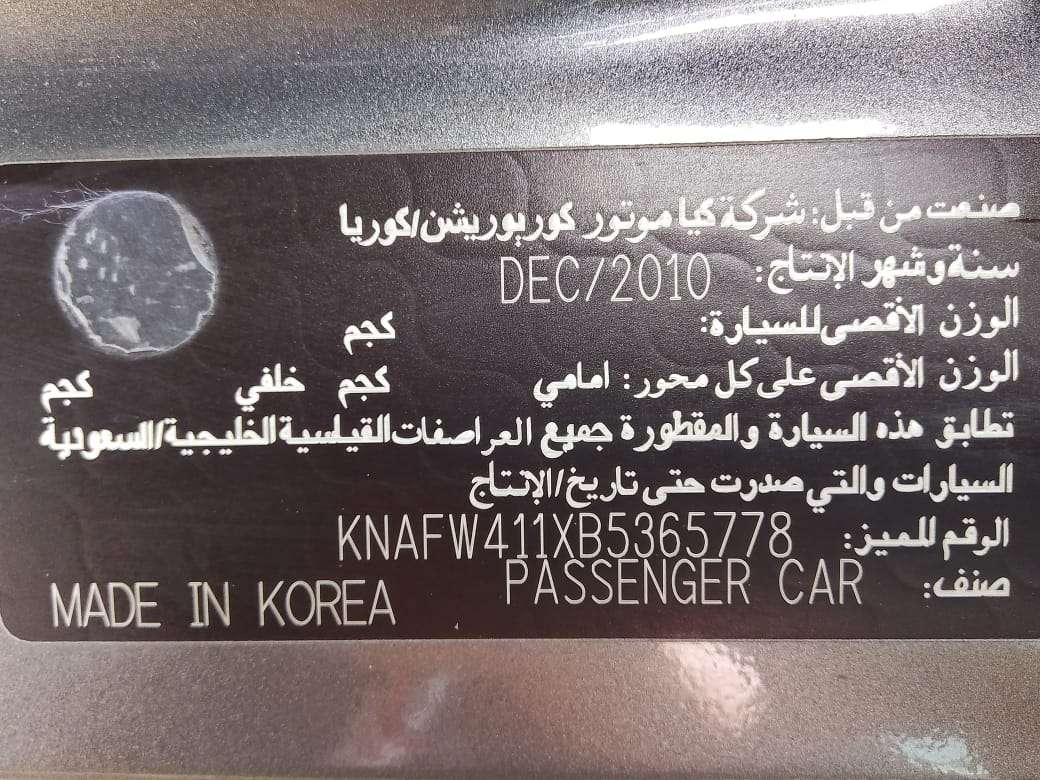 صنعت من قبل: شركة كيا موتور كوربوريشن/كوريا
سنة وشهر الإنتاج: DEC/2010
الوزن الأقصى للسيارة: كجم
الوزن الأقصى على كل محور: امامي كجم خلفي كجم
تطابق هذه السيارة والمقطورة جميع المراصفات القياسية الخليجية/السعودية
السيارات والتي صدرت حتى تاريخ/الإنتاج
الوقم المميز: KNAFW411XB5365778
صنف: PASSENGER CAR
MADE IN KOREA